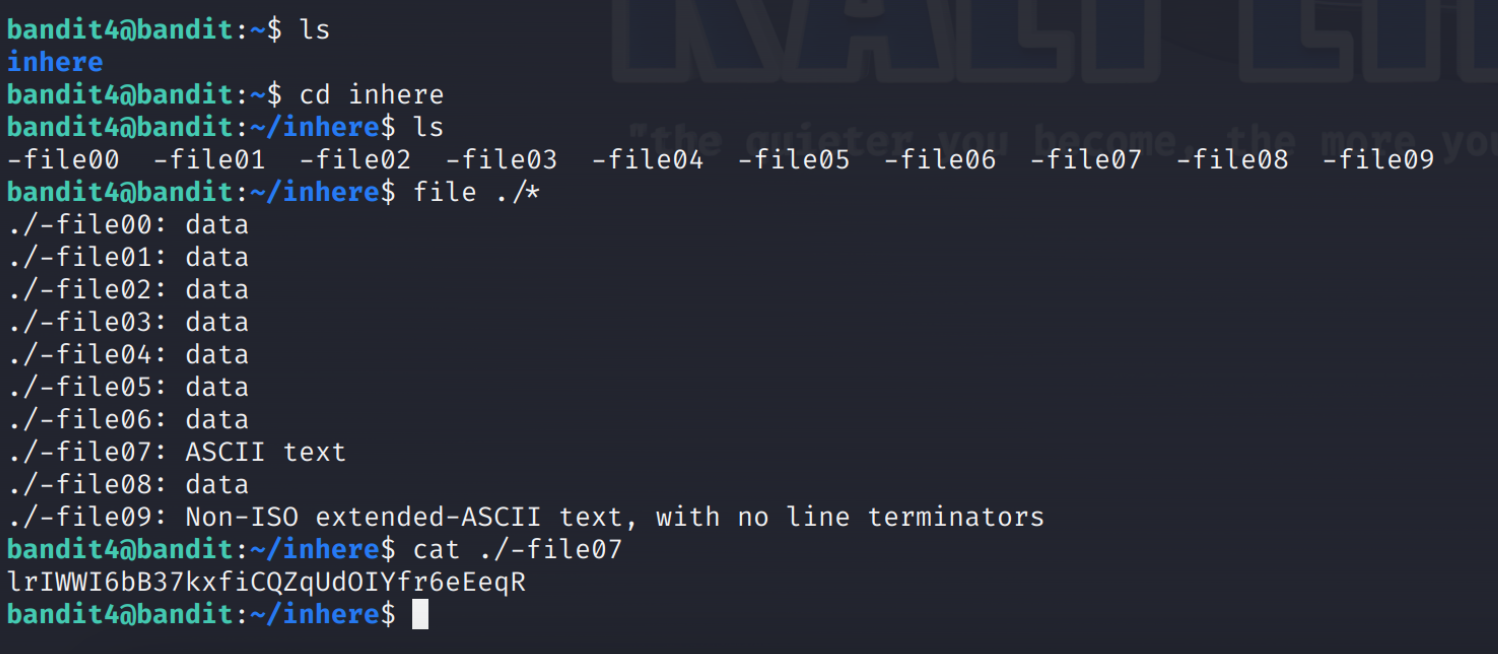 KALI LI
"the quieter you become, the more you
bandit4@bandit:~$ ls
inhere
bandit4@bandit:~$ cd inhere
bandit4@bandit:~/inhere$ ls
-file00  -file01  -file02  -file03  -file04  -file05  -file06  -file07  -file08  -file09
bandit4@bandit:~/inhere$ file ./*
./-file00: data
./-file01: data
./-file02: data
./-file03: data
./-file04: data
./-file05: data
./-file06: data
./-file07: ASCII text
./-file08: data
./-file09: Non-ISO extended-ASCII text, with no line terminators
bandit4@bandit:~/inhere$ cat ./-file07
lrIWWI6bB37kxfiCQZqUdOIYfr6eEeqR
bandit4@bandit:~/inhere$